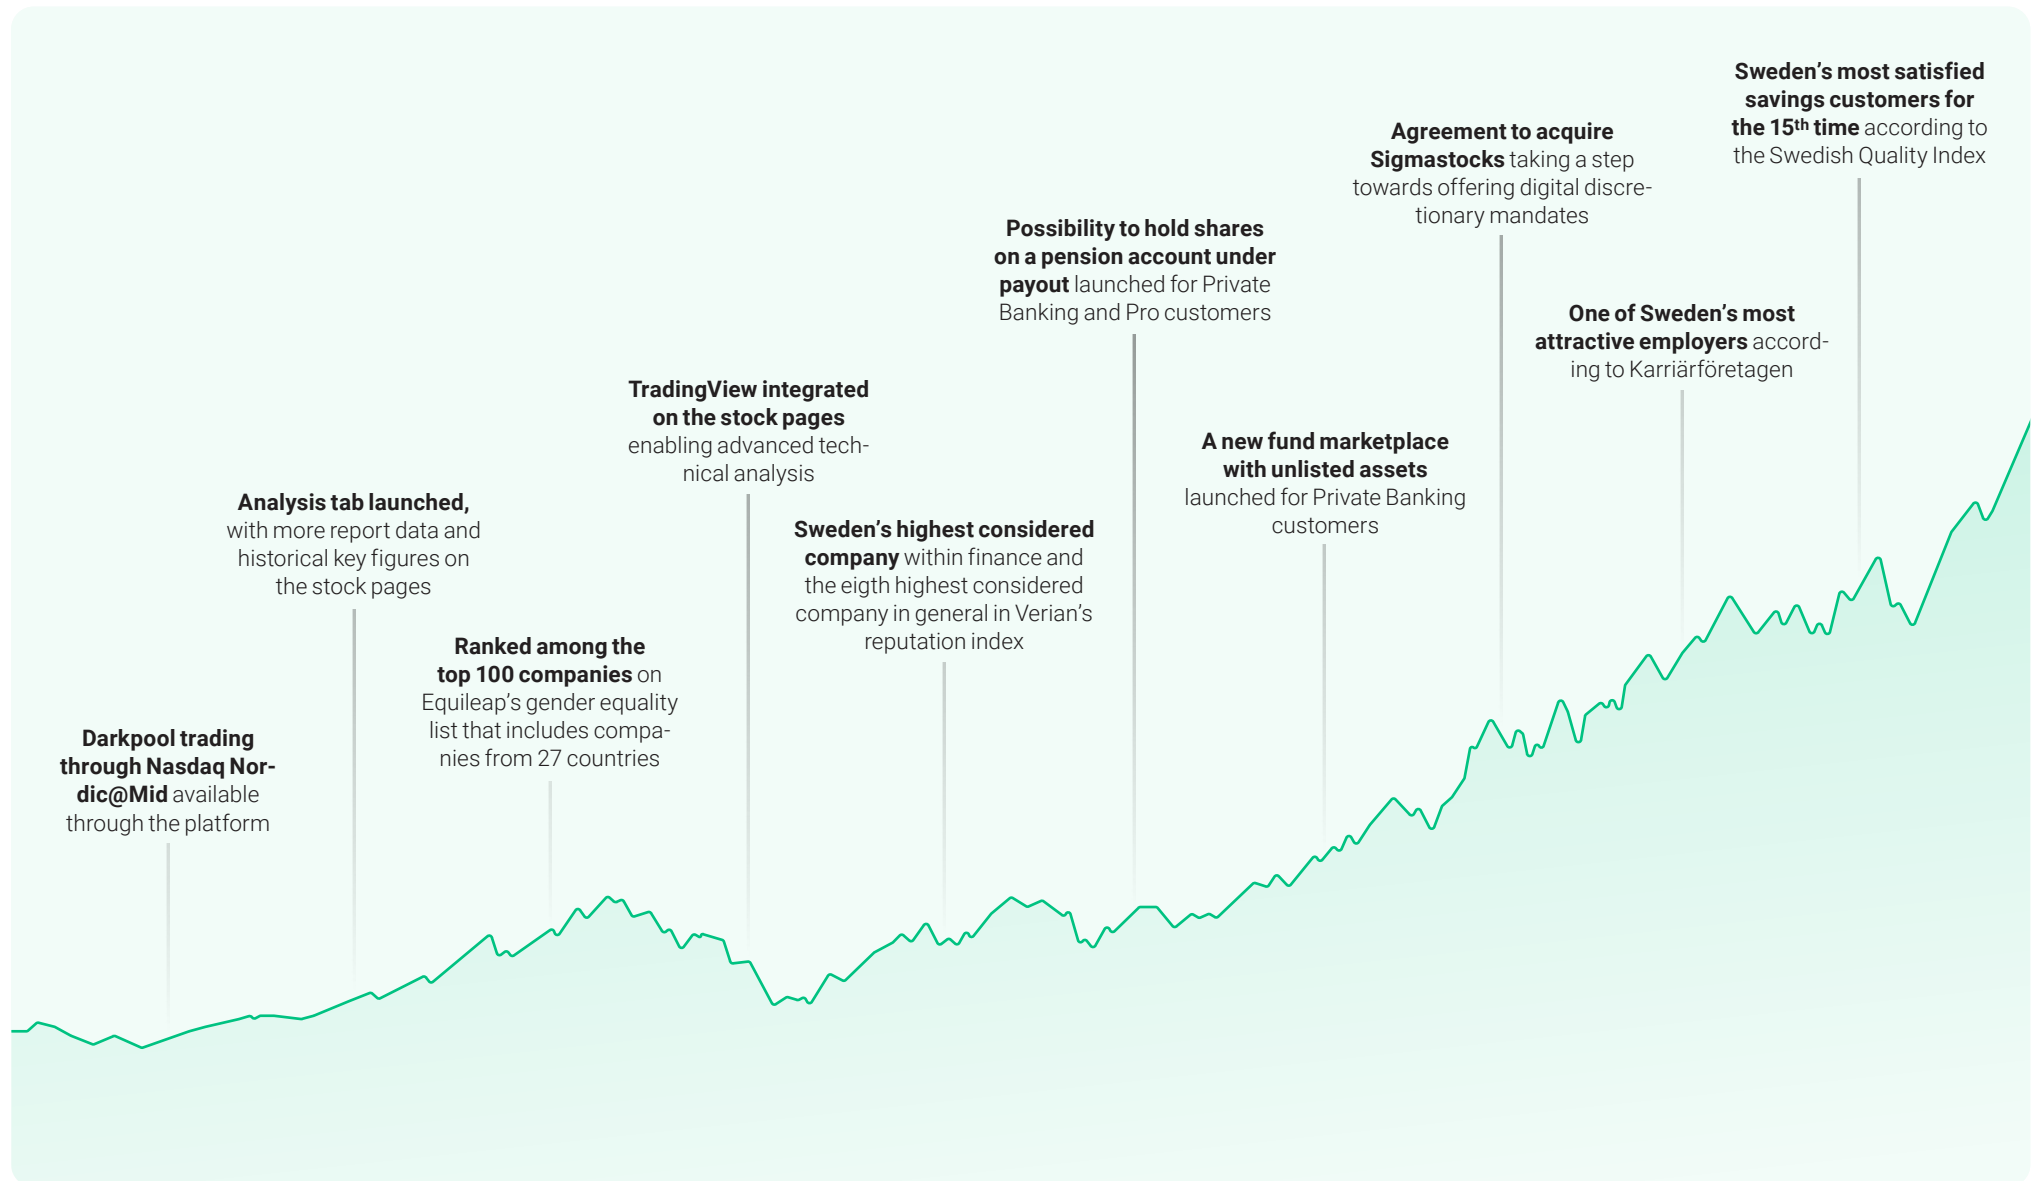 Darkpool trading
through Nasdaq Nor-
dic@Mid available
through the platform
Analysis tab launched,
with more report data and
historical key figures on
the stock pages
Ranked among the
top 100 companies on
Equileap’s gender equality
list that includes compa-
nies from 27 countries
TradingView integrated
on the stock pages
enabling advanced tech-
nical analysis
Sweden’s highest considered
company within finance and
the eigth highest considered
company in general in Verian’s
reputation index
Possibility to hold shares
on a pension account under
payout launched for Private
Banking and Pro customers
A new fund marketplace
with unlisted assets
launched for Private Banking
customers
Agreement to acquire
Sigmastocks taking a step
towards offering digital discre-
tionary mandates
One of Sweden’s most
attractive employers accord-
ing to Karriärföretagen
Sweden’s most satisfied
savings customers for
the 15th time according to
the Swedish Quality Index